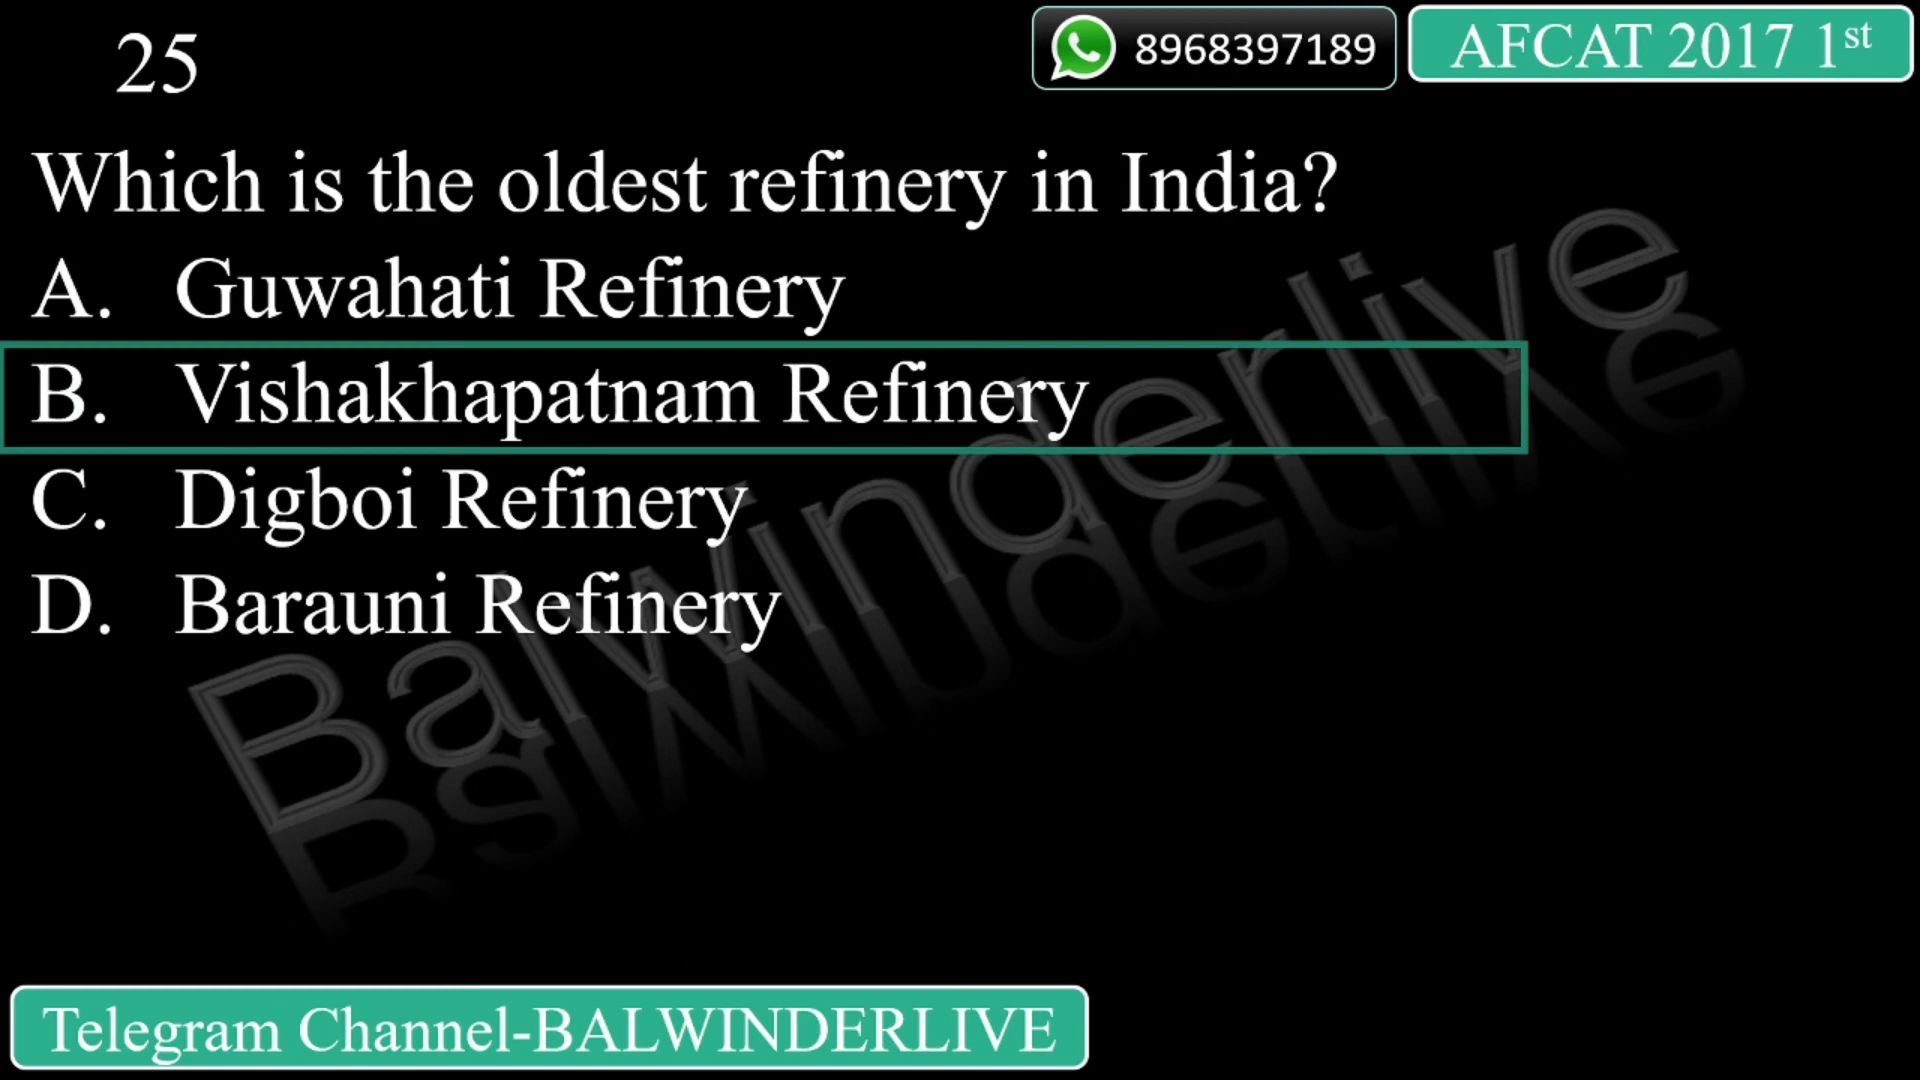 25
8968397189
AFCAT 2017 1st
Which is the oldest refinery in India?
A. Guwahati Refinery
B. Vishakhapatnam Refinery
C. Digboi Refinery
D. Barauni Refinery
Balwinderlive
Telegram Channel-BALWINDERLIVE